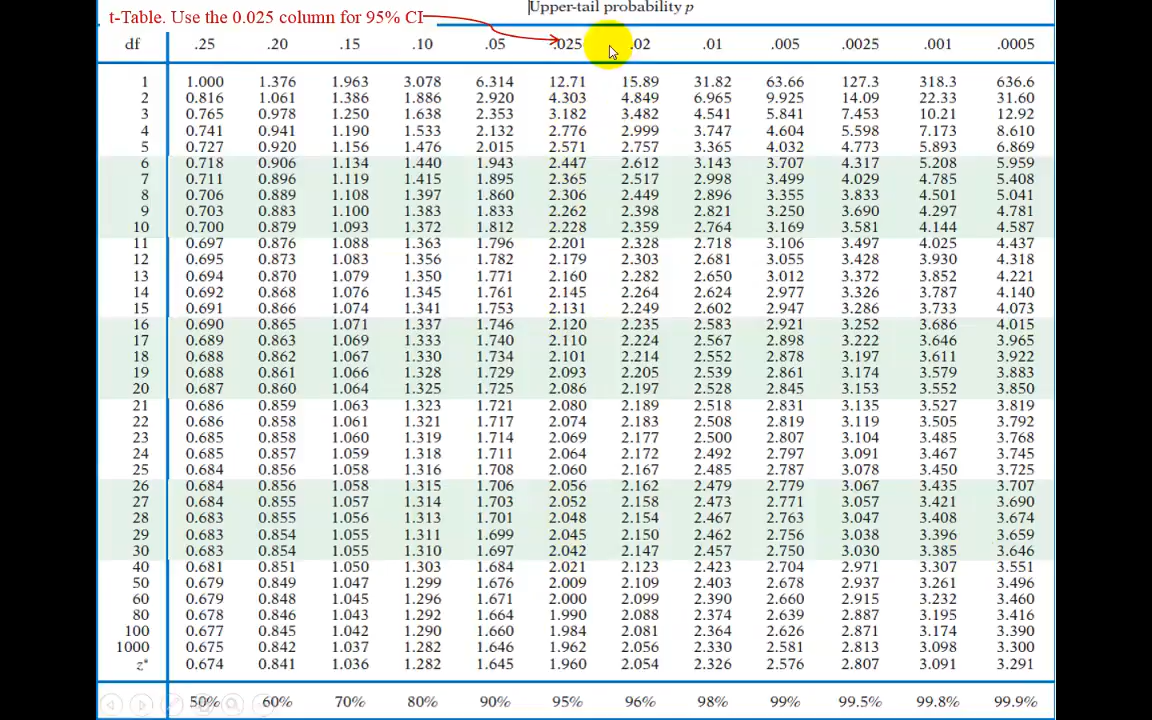 Upper-tail probability p
t-Table. Use the 0.025 column for 95% CI
df .25 .20 .15 .10 .05 .025 .02 .01 .005 .0025 .001 .0005
1 1.000 1.376 1.963 3.078 6.314 12.71 15.89 31.82 63.66 127.3 318.3 636.6
2 0.816 1.061 1.386 1.886 2.920 4.303 4.849 6.965 9.925 14.09 22.33 31.60
3 0.765 0.978 1.250 1.638 2.353 3.182 3.482 4.541 5.841 7.453 10.21 12.92
4 0.741 0.941 1.190 1.533 2.132 2.776 2.999 3.747 4.604 5.598 7.173 8.610
5 0.727 0.920 1.156 1.476 2.015 2.571 2.757 3.365 4.032 4.773 5.893 6.869
6 0.718 0.906 1.134 1.440 1.943 2.447 2.612 3.143 3.707 4.317 5.208 5.959
7 0.711 0.896 1.119 1.415 1.895 2.365 2.517 2.998 3.499 4.029 4.785 5.408
8 0.706 0.889 1.108 1.397 1.860 2.306 2.449 2.896 3.355 3.833 4.501 5.041
9 0.703 0.883 1.100 1.383 1.833 2.262 2.398 2.821 3.250 3.690 4.297 4.781
10 0.700 0.879 1.093 1.372 1.812 2.228 2.359 2.764 3.169 3.581 4.144 4.587
11 0.697 0.876 1.088 1.363 1.796 2.201 2.328 2.718 3.106 3.497 4.025 4.437
12 0.695 0.873 1.083 1.356 1.782 2.179 2.303 2.681 3.055 3.428 3.930 4.318
13 0.694 0.870 1.079 1.350 1.771 2.160 2.282 2.650 3.012 3.372 3.852 4.221
14 0.692 0.868 1.076 1.345 1.761 2.145 2.264 2.624 2.977 3.326 3.787 4.140
15 0.691 0.866 1.074 1.341 1.753 2.131 2.249 2.602 2.947 3.286 3.733 4.073
16 0.690 0.865 1.071 1.337 1.746 2.120 2.235 2.583 2.921 3.252 3.686 4.015
17 0.689 0.863 1.069 1.333 1.740 2.110 2.224 2.567 2.898 3.222 3.646 3.965
18 0.688 0.862 1.067 1.330 1.734 2.101 2.214 2.552 2.878 3.197 3.611 3.922
19 0.688 0.861 1.066 1.328 1.729 2.093 2.205 2.539 2.861 3.174 3.579 3.883
20 0.687 0.860 1.064 1.325 1.725 2.086 2.197 2.528 2.845 3.153 3.552 3.850
21 0.686 0.859 1.063 1.323 1.721 2.080 2.189 2.518 2.831 3.135 3.527 3.819
22 0.686 0.858 1.061 1.321 1.717 2.074 2.183 2.508 2.819 3.119 3.505 3.792
23 0.685 0.858 1.060 1.319 1.714 2.069 2.177 2.500 2.807 3.104 3.485 3.768
24 0.685 0.857 1.059 1.318 1.711 2.064 2.172 2.492 2.797 3.091 3.467 3.745
25 0.684 0.856 1.058 1.316 1.708 2.060 2.167 2.485 2.787 3.078 3.450 3.725
26 0.684 0.856 1.058 1.315 1.706 2.056 2.162 2.479 2.779 3.067 3.435 3.707
27 0.684 0.855 1.057 1.314 1.703 2.052 2.158 2.473 2.771 3.057 3.421 3.690
28 0.683 0.855 1.056 1.313 1.701 2.048 2.154 2.467 2.763 3.047 3.408 3.674
29 0.683 0.854 1.055 1.311 1.699 2.045 2.150 2.462 2.756 3.038 3.396 3.659
30 0.683 0.854 1.055 1.310 1.697 2.042 2.147 2.457 2.750 3.030 3.385 3.646
40 0.681 0.851 1.050 1.303 1.684 2.021 2.123 2.423 2.704 2.971 3.307 3.551
50 0.679 0.849 1.047 1.299 1.676 2.009 2.109 2.403 2.678 2.937 3.261 3.496
60 0.679 0.848 1.045 1.296 1.671 2.000 2.099 2.390 2.660 2.915 3.232 3.460
80 0.678 0.846 1.043 1.292 1.664 1.990 2.088 2.374 2.639 2.887 3.195 3.416
100 0.677 0.845 1.042 1.290 1.660 1.984 2.081 2.364 2.626 2.871 3.174 3.390
1000 0.675 0.842 1.037 1.282 1.646 1.962 2.056 2.330 2.581 2.813 3.098 3.300
z* 0.674 0.841 1.036 1.282 1.645 1.960 2.054 2.326 2.576 2.807 3.091 3.291
50% 60% 70% 80% 90% 95% 96% 98% 99% 99.5% 99.8% 99.9%